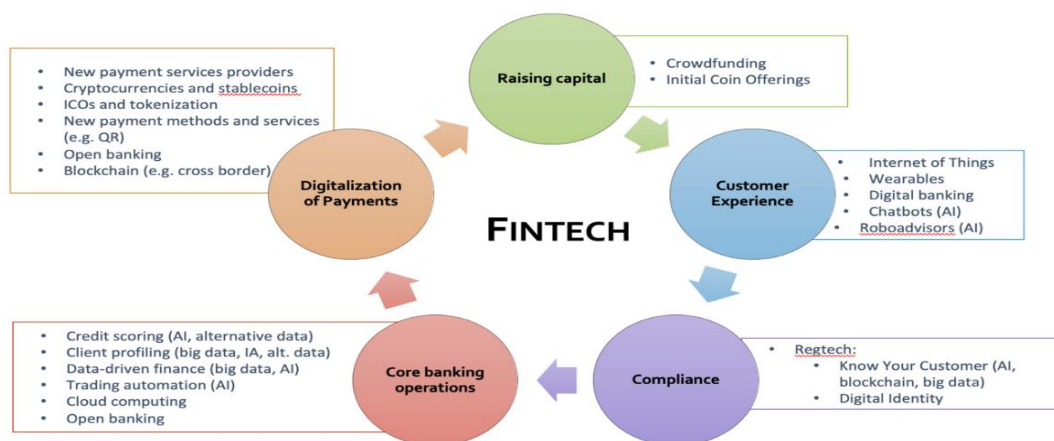 Raising capital
• Crowdfunding
• Initial Coin Offerings
Customer
Experience
• Internet of Things
• Wearables
• Digital banking
• Chatbots (AI)
• Roboadvisors (AI)
Compliance
• Regtech:
• Know Your Customer (AI,
blockchain, big data)
• Digital Identity
Core banking
operations
• Credit scoring (AI, alternative data)
• Client profiling (big data, IA, alt. data)
• Data-driven finance (big data, AI)
• Trading automation (AI)
• Cloud computing
• Open banking
Digitalization
of Payments
• New payment services providers
• Cryptocurrencies and stablecoins
• ICOs and tokenization
• New payment methods and services
(e.g. QR)
• Open banking
• Blockchain (e.g. cross border)
FINTECH